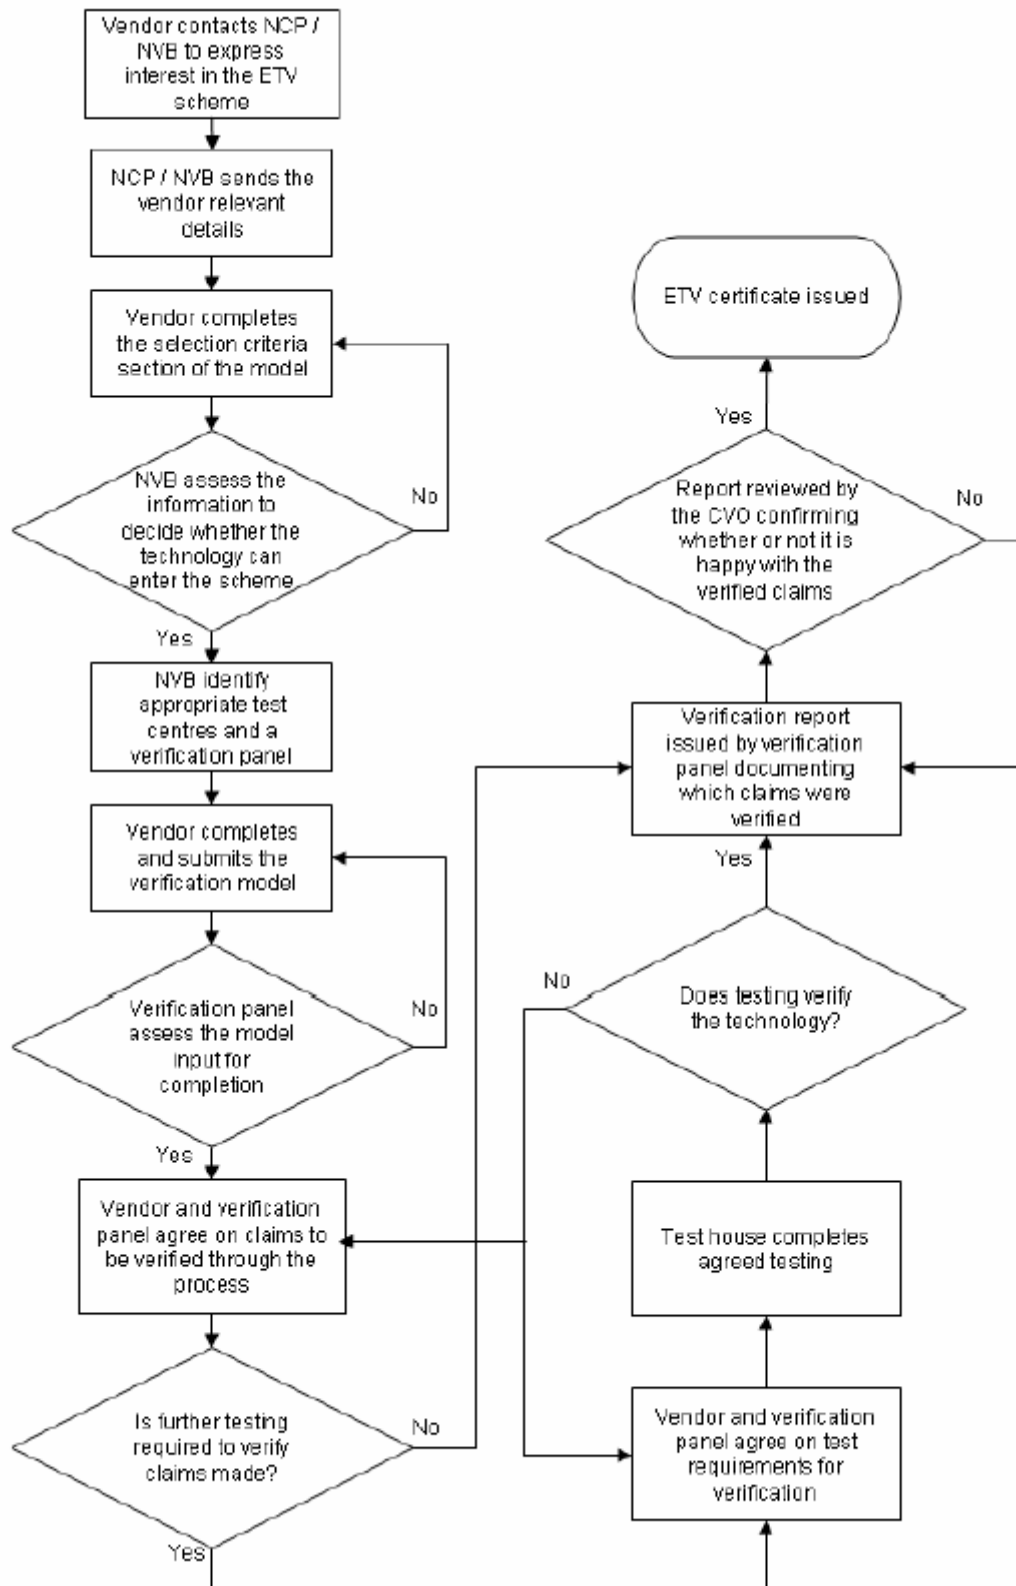 Vendor contacts NCP /
NVB to express
interest in the ETV
scheme
NCP / NVB sends the
vendor relevant
details
Vendor completes
the selection criteria
section of the model
NVB assess the
information to
decide whether the
technology can
enter the scheme
No
Yes
NVB identify
appropriate test
centres and a
verification panel
Vendor completes
and submits the
verification model
Verification panel
assess the model
input for
completion
No
Yes
Vendor and verification
panel agree on claims to
be verified through the
process
Is further testing
required to verify
claims made?
No
Yes
ETV certificate issued
Yes
Report reviewed by
the CVO confirming
whether or not it is
happy with the
verified claims
No
Verification report
issued by verification
panel documenting
which claims were
verified
Yes
No
Does testing verify
the technology?
Test house completes
agreed testing
Vendor and verification
panel agree on test
requirements for
verification